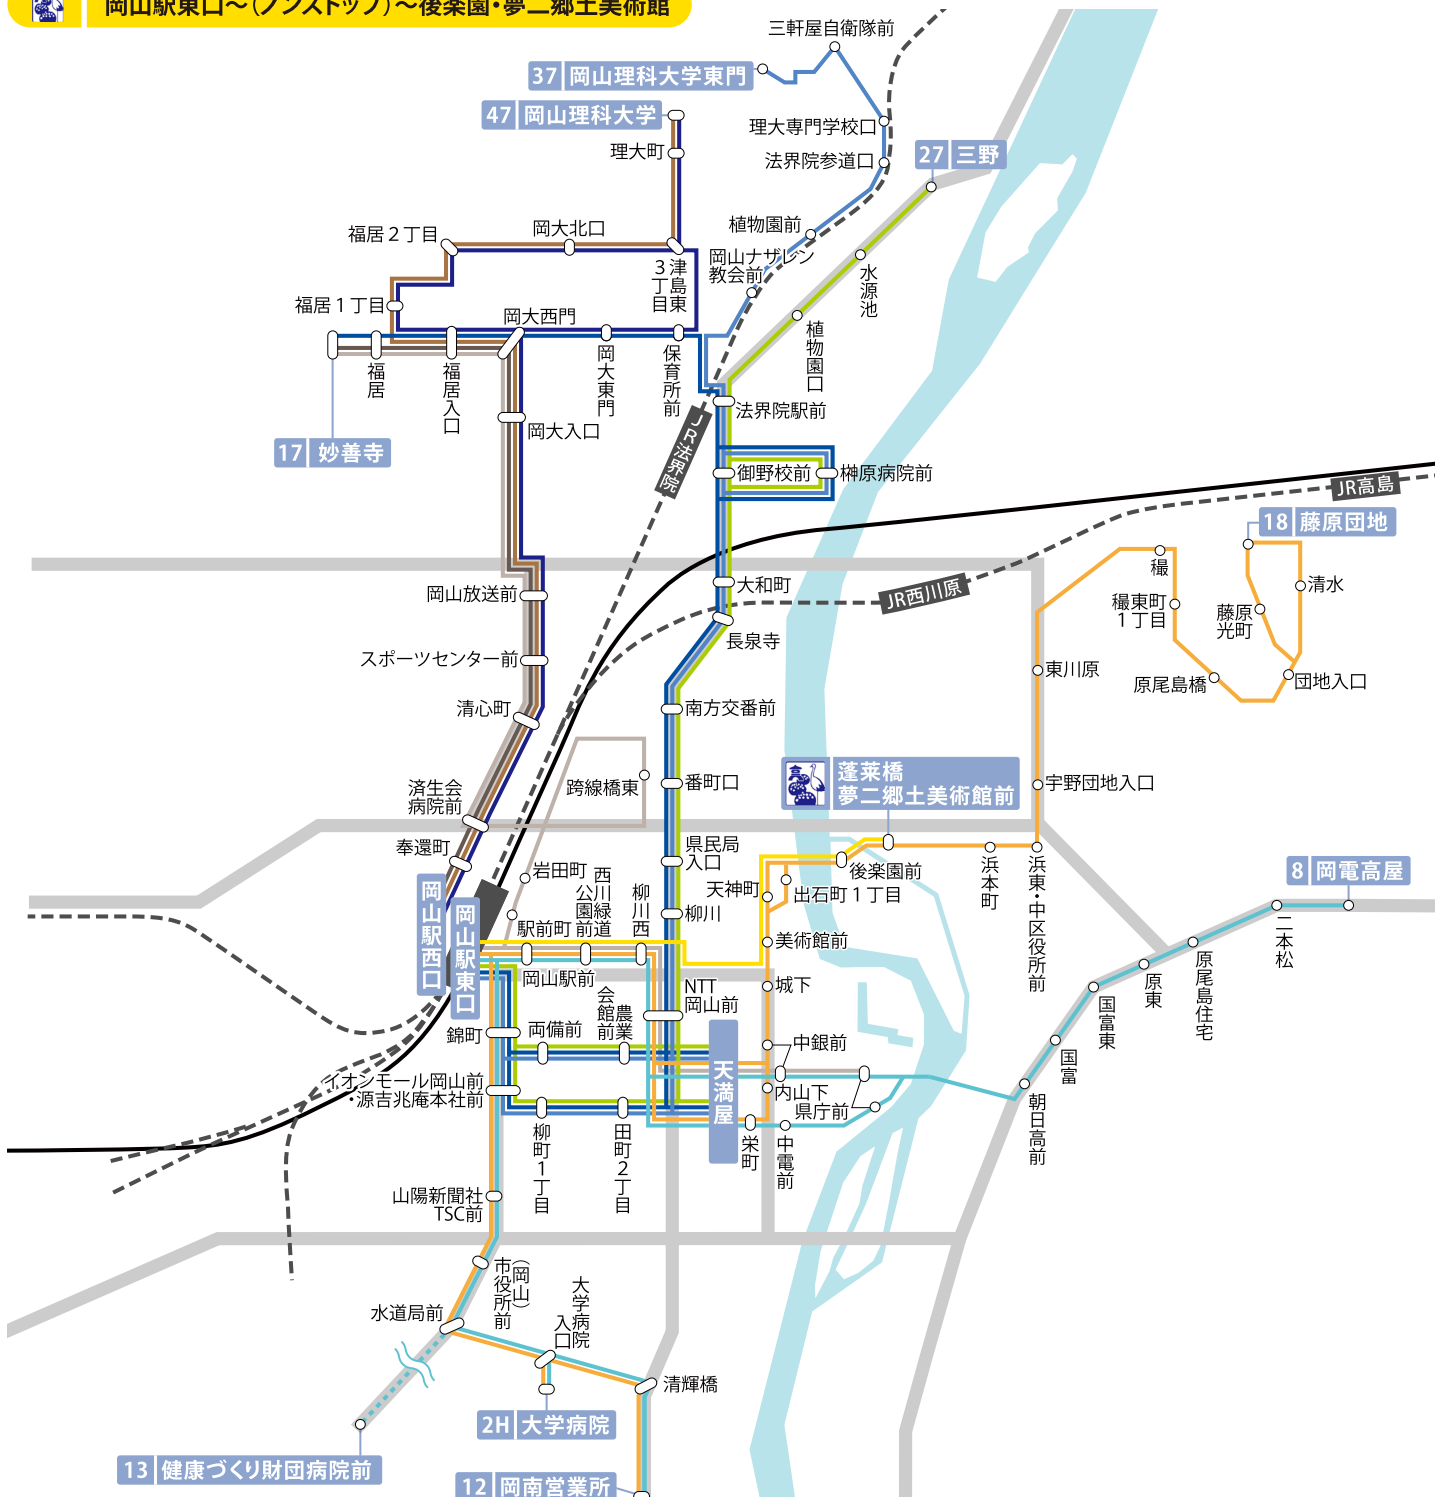 岡山駅東口～(ノンストップ)～後楽園・夢二郷土美術館
三軒屋自衛隊前
37 岡山理科大学東門
47 岡山理科大学
理大町
理大専門学校口
法界院参道口
27 三野
植物園前
岡山ナザレン
教会前
水源池
植物園口
福居２丁目
岡大北口
津島東
３丁目
福居１丁目
岡大西門
福居
福居入口
岡大東門
保育所前
17 妙善寺
岡大入口
法界院駅前
JR法界院
御野校前
榊原病院前
JR高島
18 藤原団地
清水
藤原
光町
団地入口
穝
穝東町
１丁目
原尾島橋
JR西川原
岡山放送前
大和町
長泉寺
東川原
スポーツセンター前
清心町
南方交番前
番町口
跨線橋東
済生会
病院前
奉還町
県民局
入口
蓬莱橋
夢二郷土美術館前
宇野団地入口
岩田町
駅前町
西川緑道
公園前
柳川西
柳川
天神町
出石町１丁目
後楽園前
浜本町
浜東・中区役所前
8 岡電高屋
二本松
原尾島住宅
原東
国富東
国富
朝日高前
岡山駅西口
岡山駅東口
岡山駅前
美術館前
城下
NTT
岡山前
錦町
両備前
農業
会館前
イオンモール岡山前
・源吉兆庵本社前
天満屋
中銀前
内山下
県庁前
柳町１丁目
田町２丁目
栄町
中電前
山陽新聞社
TSC前
(岡山)
市役所前
水道局前
大学病院
入口
清輝橋
2H 大学病院
13 健康づくり財団病院前
12 岡南営業所